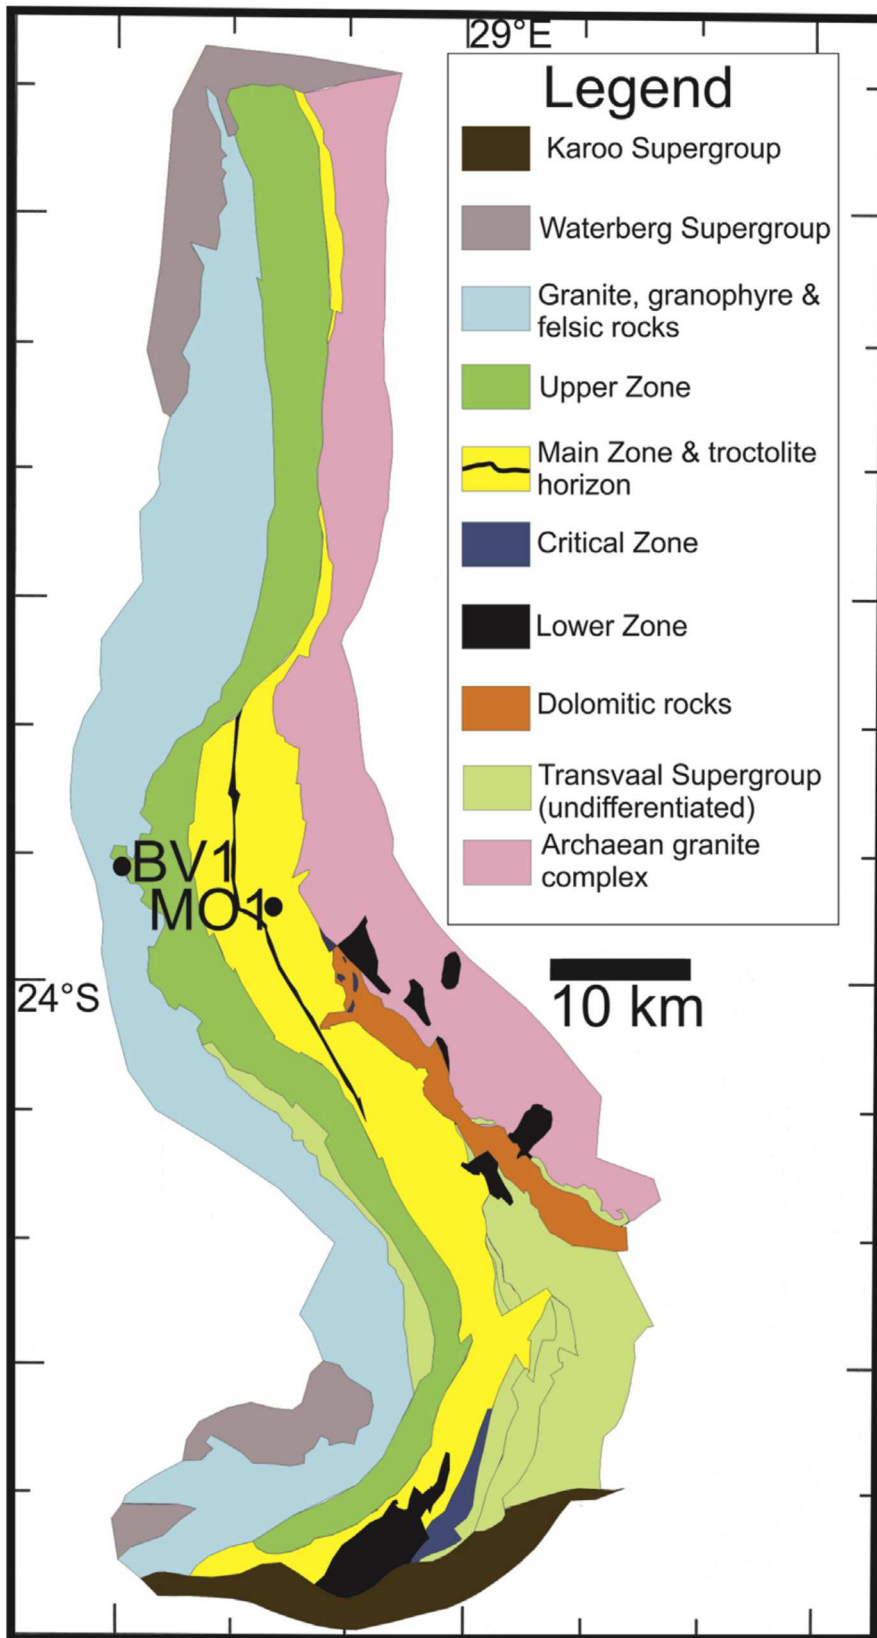 29°E
Legend
Karoo Supergroup
Waterberg Supergroup
Granite, granophyre &
felsic rocks
Upper Zone
Main Zone & troctolite
horizon
Critical Zone
Lower Zone
Dolomitic rocks
Transvaal Supergroup
(undifferentiated)
Archaean granite
complex
BV1
MO1
24°S
10 km